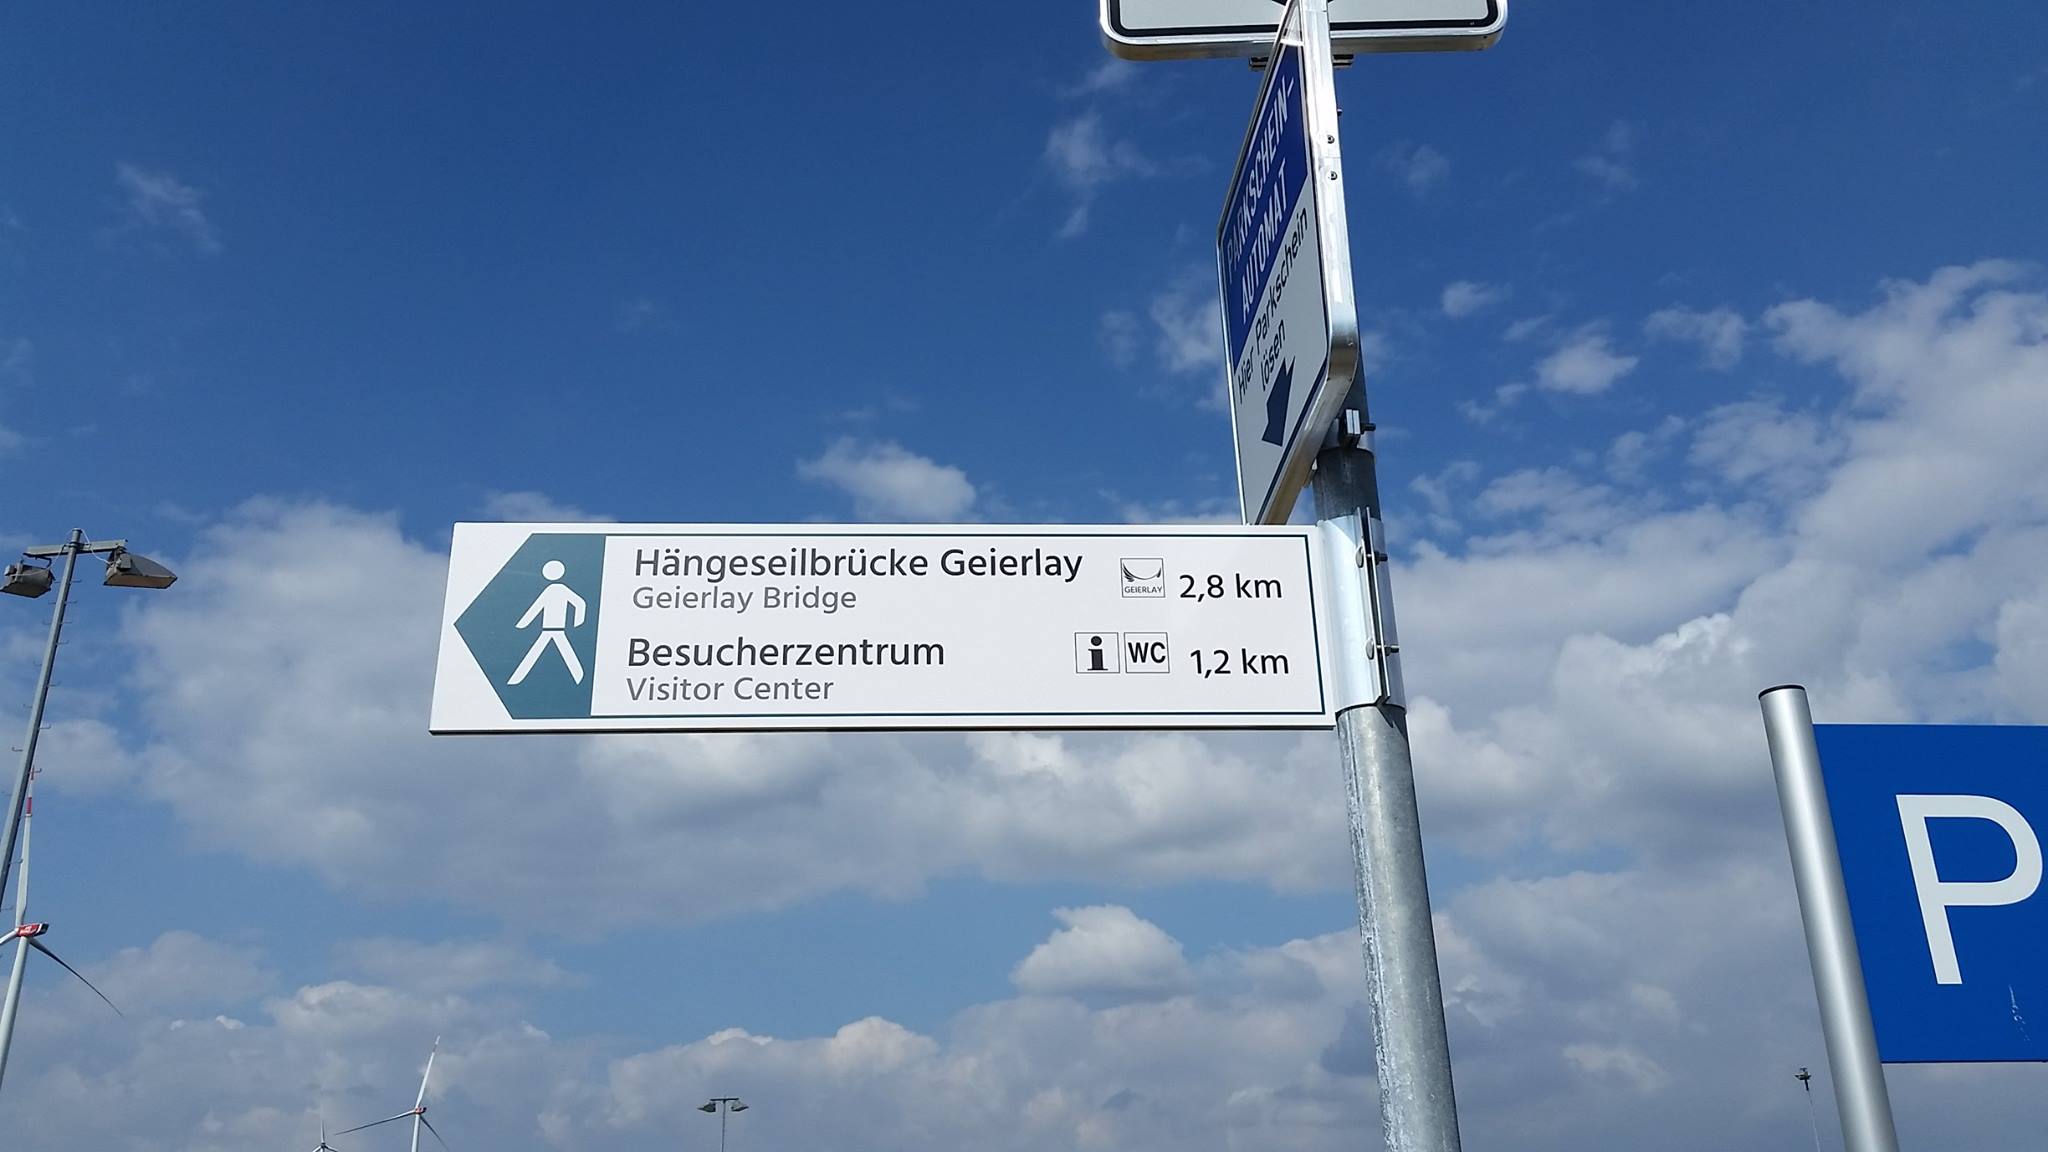 PARKSCHEIN-
AUTOMAT
Hier Parkschein
lösen
Hängeseilbrücke Geierlay
Geierlay Bridge
GEIERLAY
2,8 km
Besucherzentrum
Visitor Center
i WC 1,2 km
P